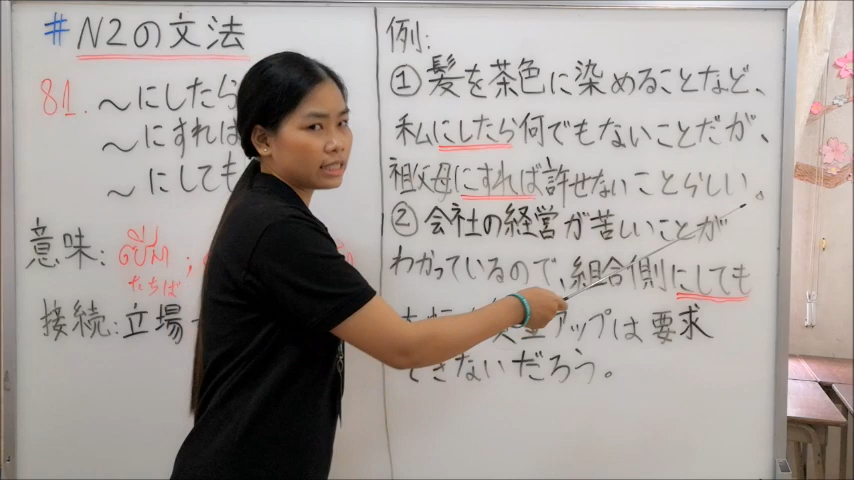 # N2の文法
81. ～にしたら
～にすれば
～にしても
意味:
たちば
接続: 立場
例:
① 髪を茶色に染めることなど、
私にしたら何でもないことだが、
祖父母にすれば許せないことらしい。
② 会社の経営が苦しいことが
わかっているので、組合側にしても
アップは要求
できないだろう。